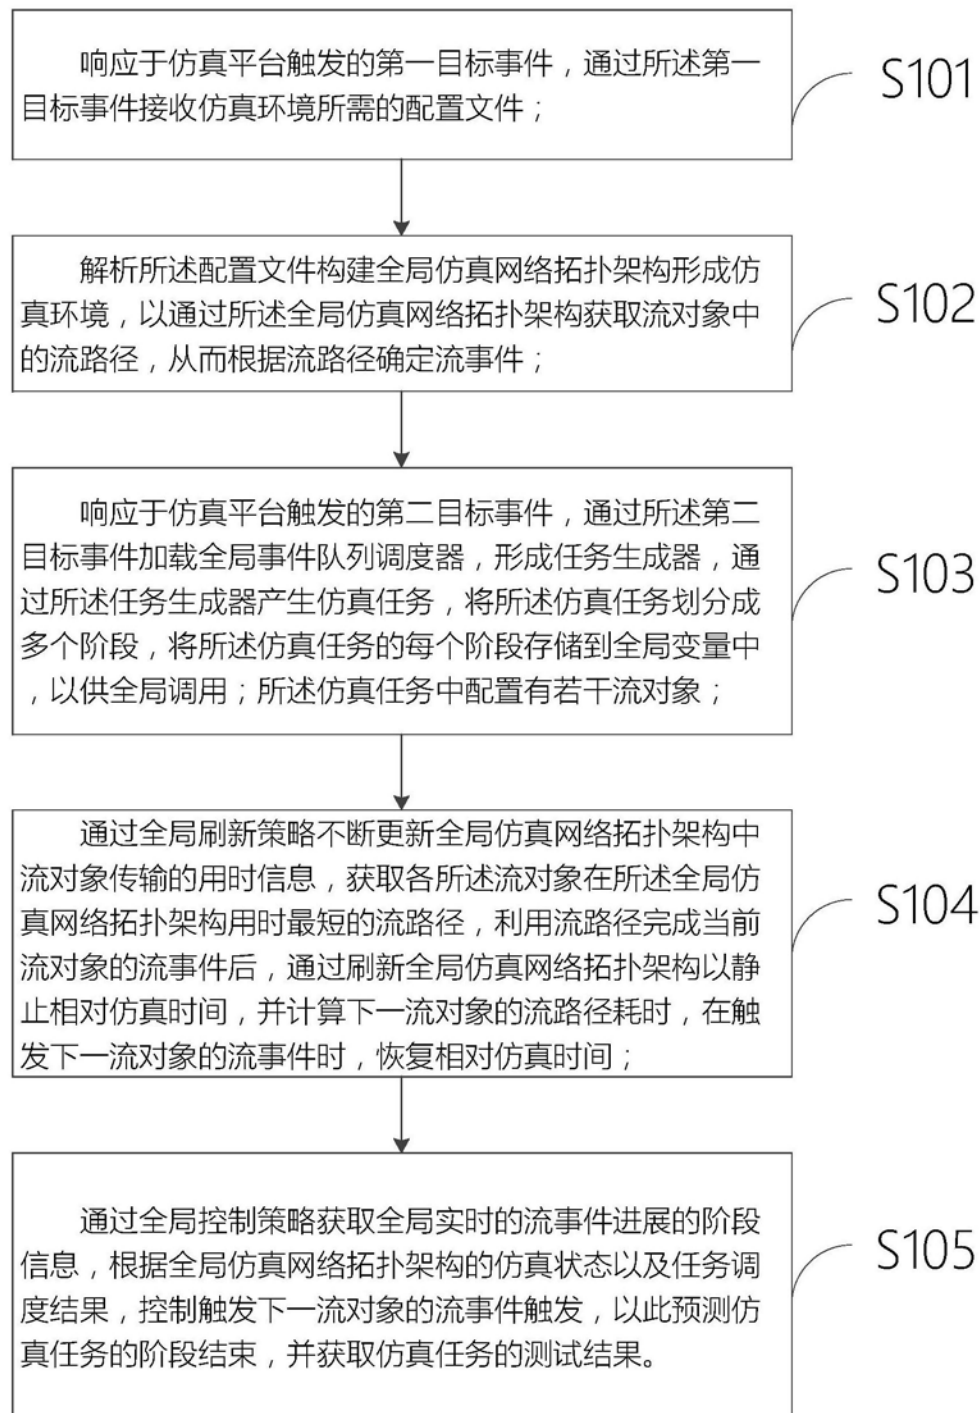 响应于仿真平台触发的第一目标事件，通过所述第一
目标事件接收仿真环境所需的配置文件；
S101
解析所述配置文件构建全局仿真网络拓扑架构形成仿
真环境，以通过所述全局仿真网络拓扑架构获取流对象中
的流路径，从而根据流路径确定流事件；
S102
响应于仿真平台触发的第二目标事件，通过所述第二
目标事件加载全局事件队列调度器，形成任务生成器，通
过所述任务生成器产生仿真任务，将所述仿真任务划分成
多个阶段，将所述仿真任务的每个阶段存储到全局变量中
，以供全局调用；所述仿真任务中配置有若干流对象；
S103
通过全局刷新策略不断更新全局仿真网络拓扑架构中
流对象传输的用时信息，获取各所述流对象在所述全局仿
真网络拓扑架构用时最短的流路径，利用流路径完成当前
流对象的流事件后，通过刷新全局仿真网络拓扑架构以静
止相对仿真时间，并计算下一流对象的流路径耗时，在触
发下一流对象的流事件时，恢复相对仿真时间；
S104
通过全局控制策略获取全局实时的流事件进展的阶段
信息，根据全局仿真网络拓扑架构的仿真状态以及任务调
度结果，控制触发下一流对象的流事件触发，以此预测仿
真任务的阶段结束，并获取仿真任务的测试结果。
S105